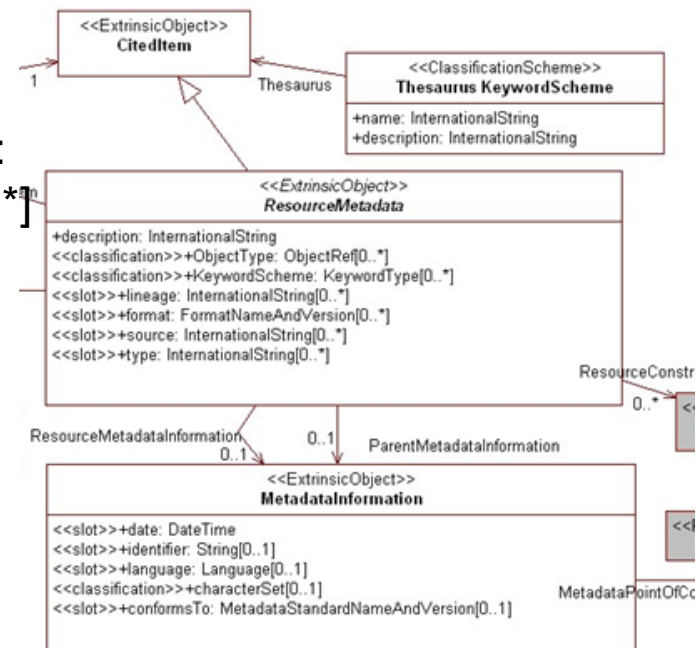 <<ExtrinsicObject>>
CitedItem
1
Thesaurus
<<ClassificationScheme>>
Thesaurus KeywordScheme
+name: InternationalString
+description: InternationalString
:
*]
<<ExtrinsicObject>>
ResourceMetadata
+description: InternationalString
<<classification>>+ObjectType: ObjectRef[0..*]
<<classification>>+KeywordScheme: KeywordType[0..*]
<<slot>>+lineage: InternationalString[0..*]
<<slot>>+format: FormatNameAndVersion[0..*]
<<slot>>+source: InternationalString[0..*]
<<slot>>+type: InternationalString[0..*]
ResourceConstr
0..*
<<
ResourceMetadataInformation
0..1
0..1
ParentMetadataInformation
<<ExtrinsicObject>>
MetadataInformation
<<slot>>+date: DateTime
<<slot>>+identifier: String[0..1]
<<slot>>+language: Language[0..1]
<<classification>>+characterSet[0..1]
<<slot>>+conformsTo: MetadataStandardNameAndVersion[0..1]
<<
MetadataPointOfCo